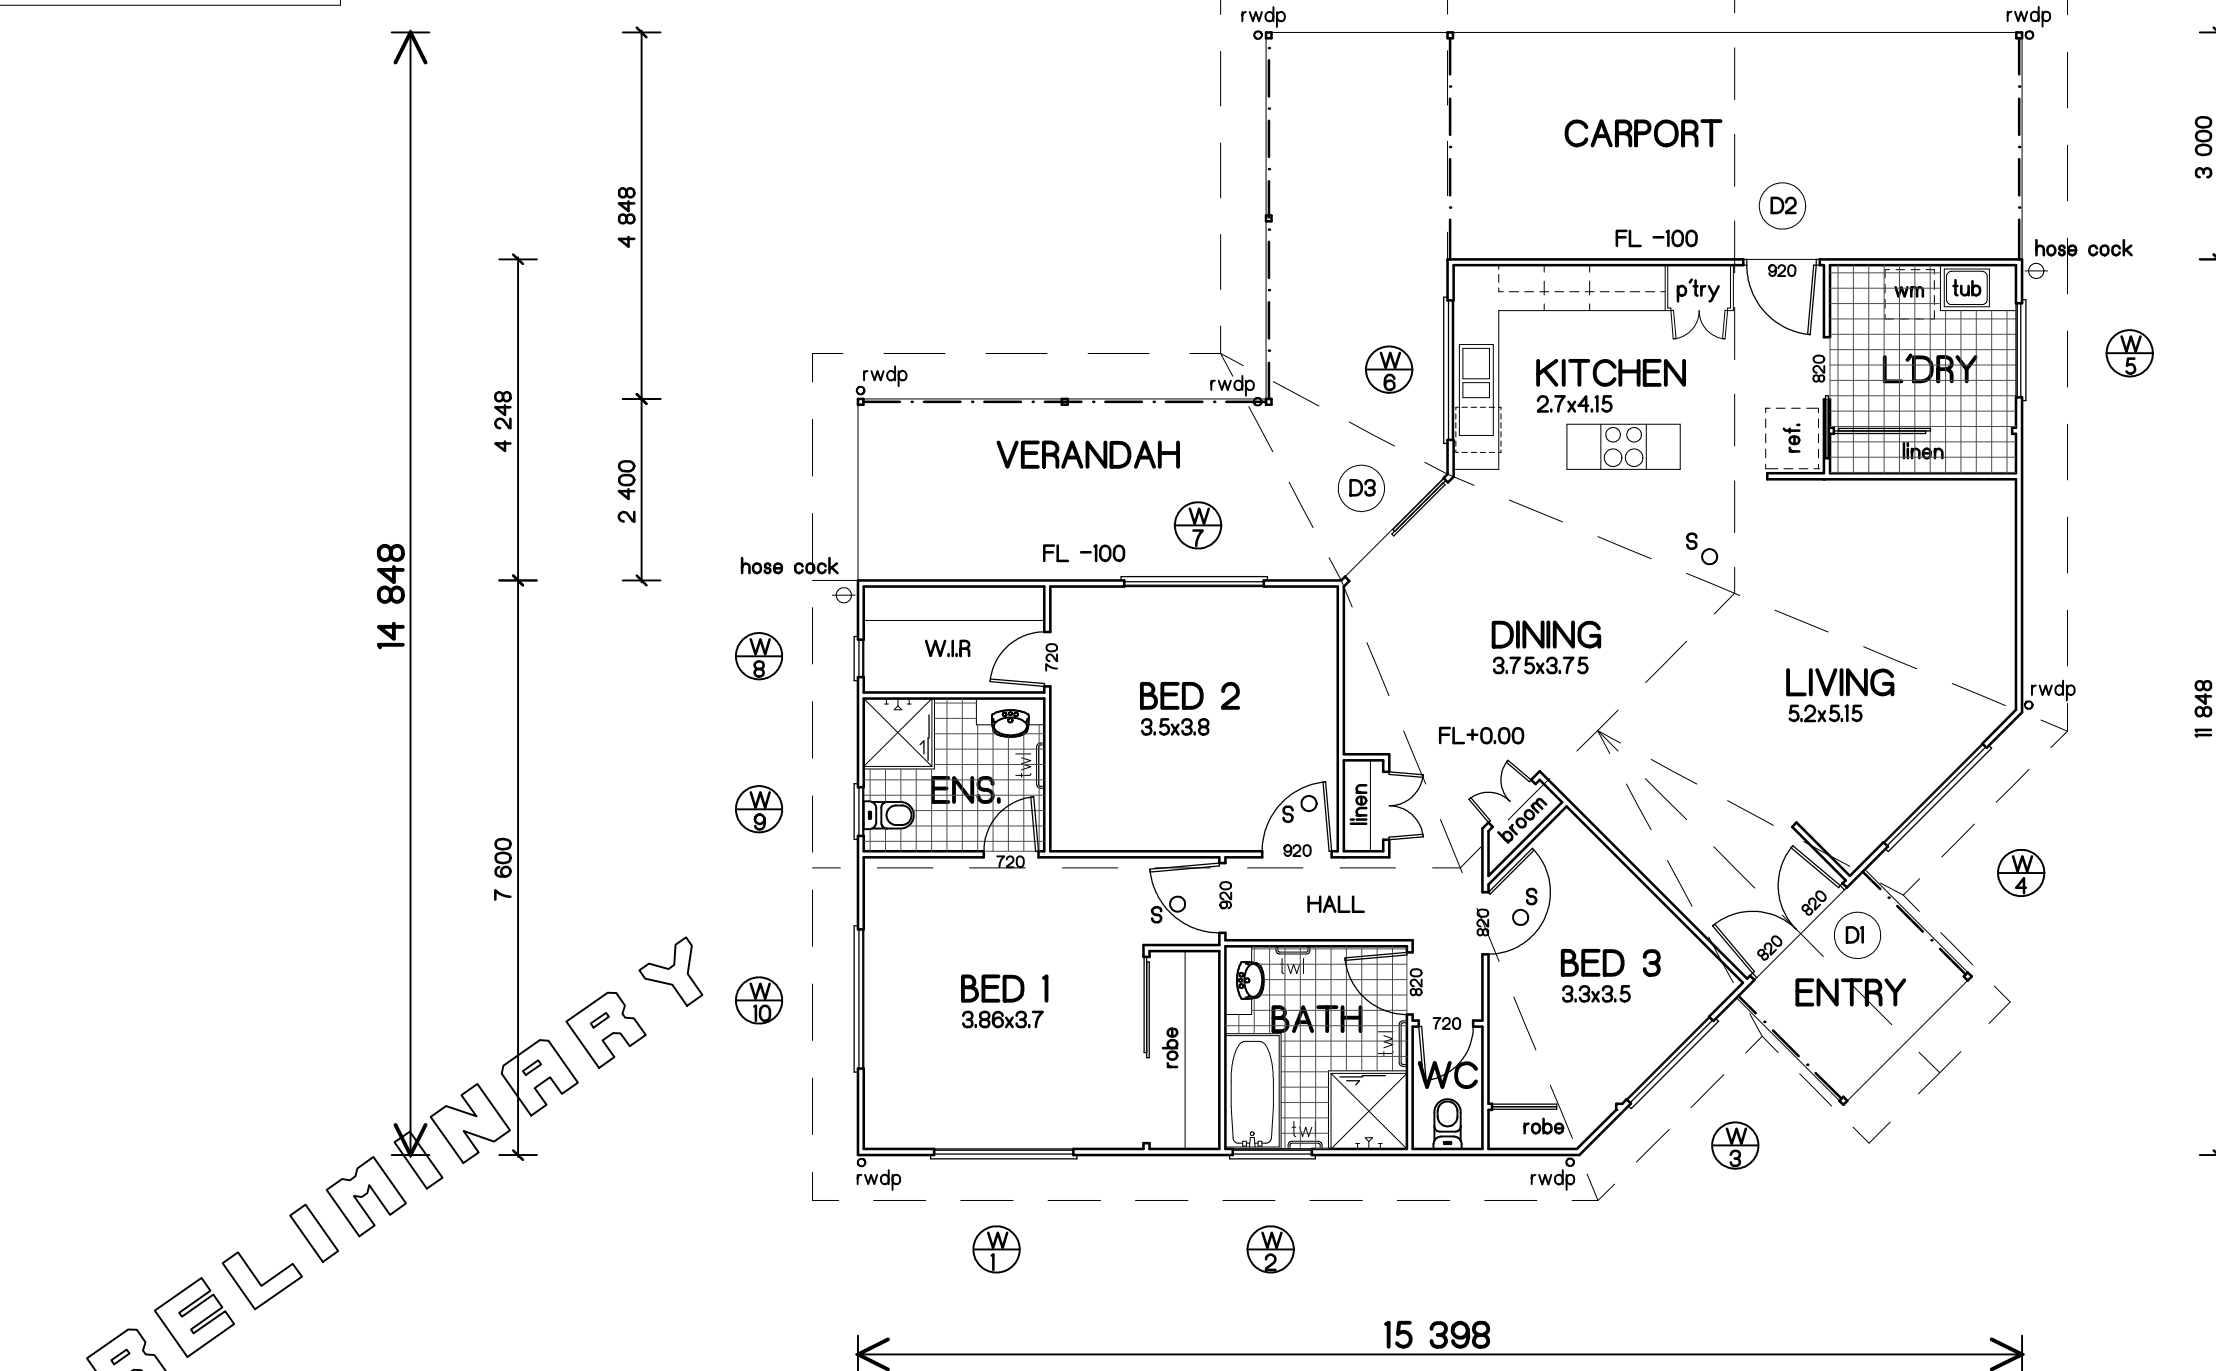 rwdp
rwdp
CARPORT
3 000
D2
4 848
FL -100
hose cock
920
p'try
wm
tub
W
5
W
6
KITCHEN
2.7x4.15
820
L'DRY
rwdp
rwdp
4 248
ref.
linen
VERANDAH
2 400
D3
W
7
FL -100
S
hose cock
14 848
W
8
W.I.R
720
DINING
3.75x3.75
BED 2
3.5x3.8
LIVING
5.2x5.15
rwdp
11 848
FL+0.00
twl
ENS.
W
9
S
linen
broom
7 600
720
920
W
4
920
S
HALL
S
820
820
820
D1
BED 3
3.3x3.5
ENTRY
BED 1
3.86x3.7
W
10
twl
820
BATH
720
twl
robe
WC
twl
robe
W
3
rwdp
rwdp
W
1
W
2
RELIMINARY
15 398